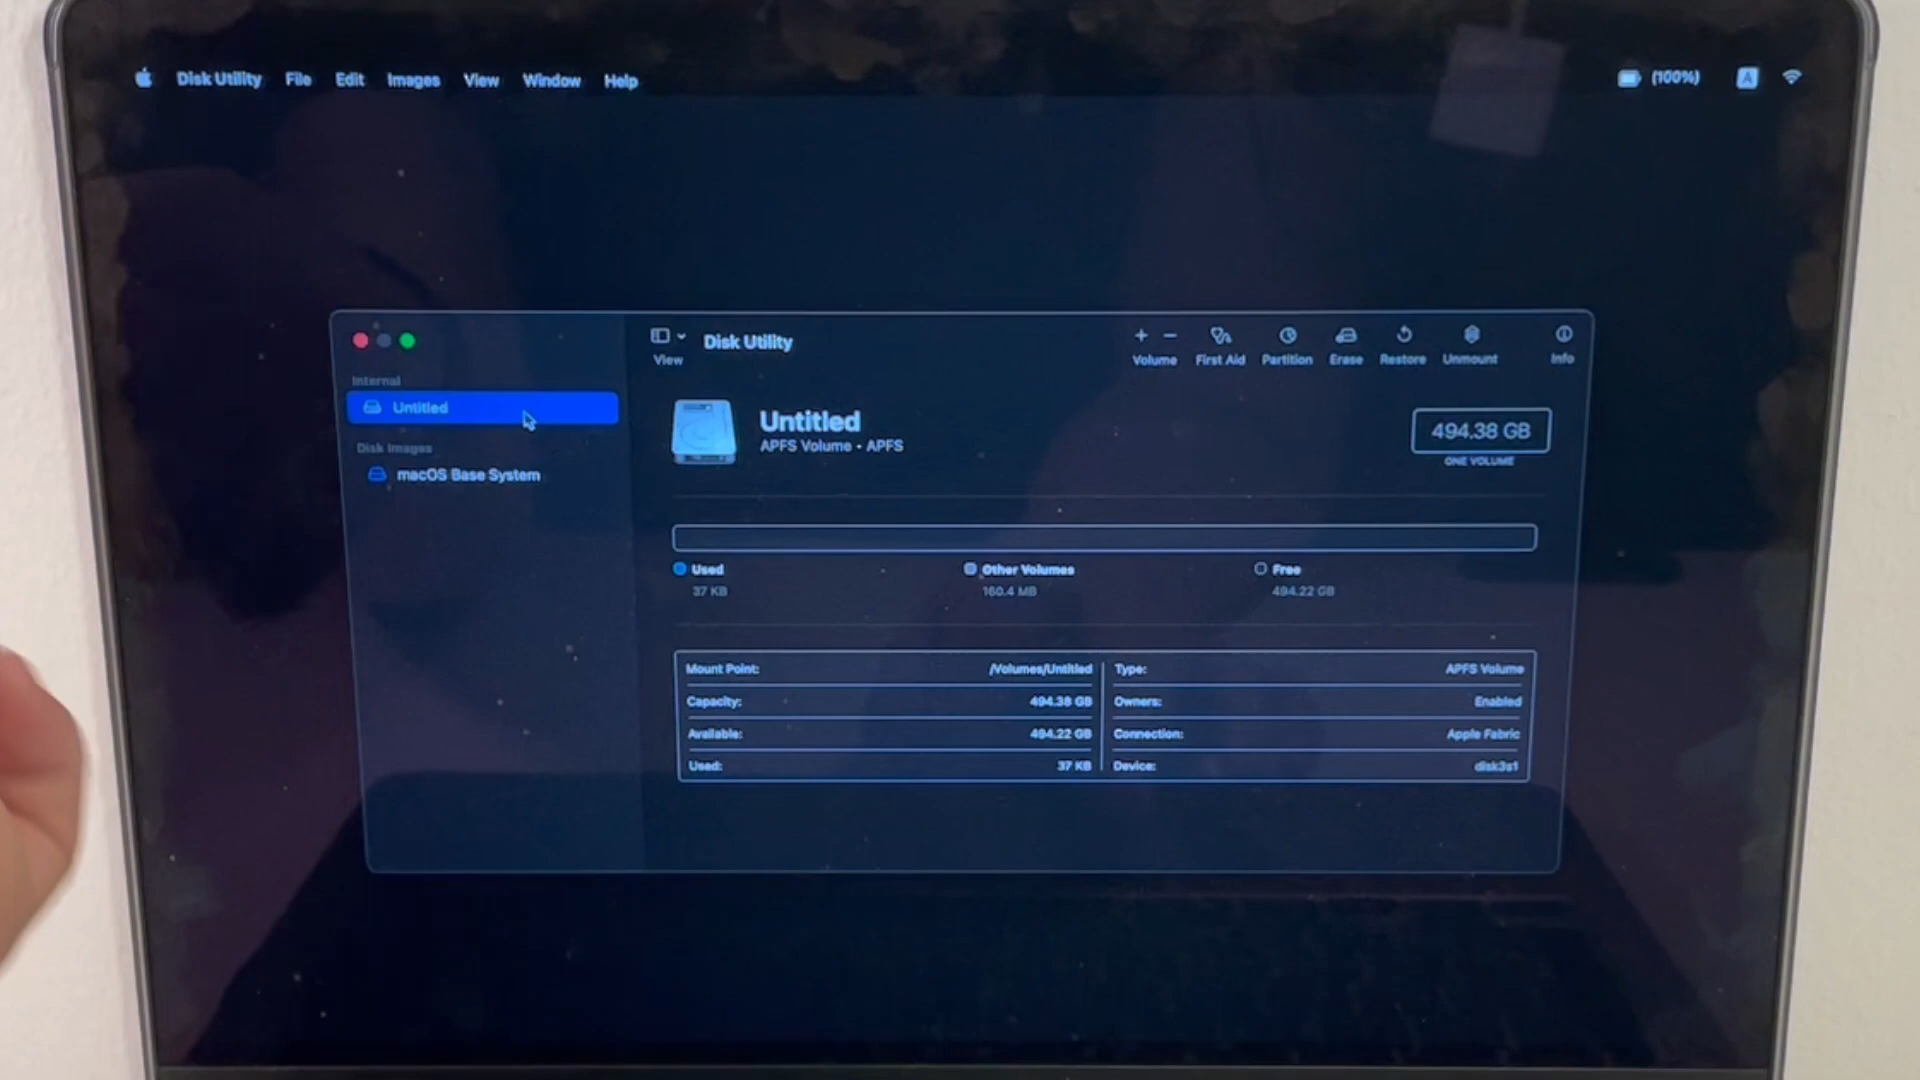 Disk Utility File Edit Images View Window Help (100%) A
View
Disk Utility
Volume First Aid Partition Erase Restore Unmount Info
Internal
Untitled
Disk Images
macOS Base System
Untitled
APFS Volume • APFS
494.38 GB
ONE VOLUME
Used
37 KB
Other Volumes
160.4 MB
Free
494.22 GB
Mount Point: /Volumes/Untitled
Capacity: 494.38 GB
Available: 494.22 GB
Used: 37 KB
Type: APFS Volume
Owners: Enabled
Connection: Apple Fabric
Device: disk3s1